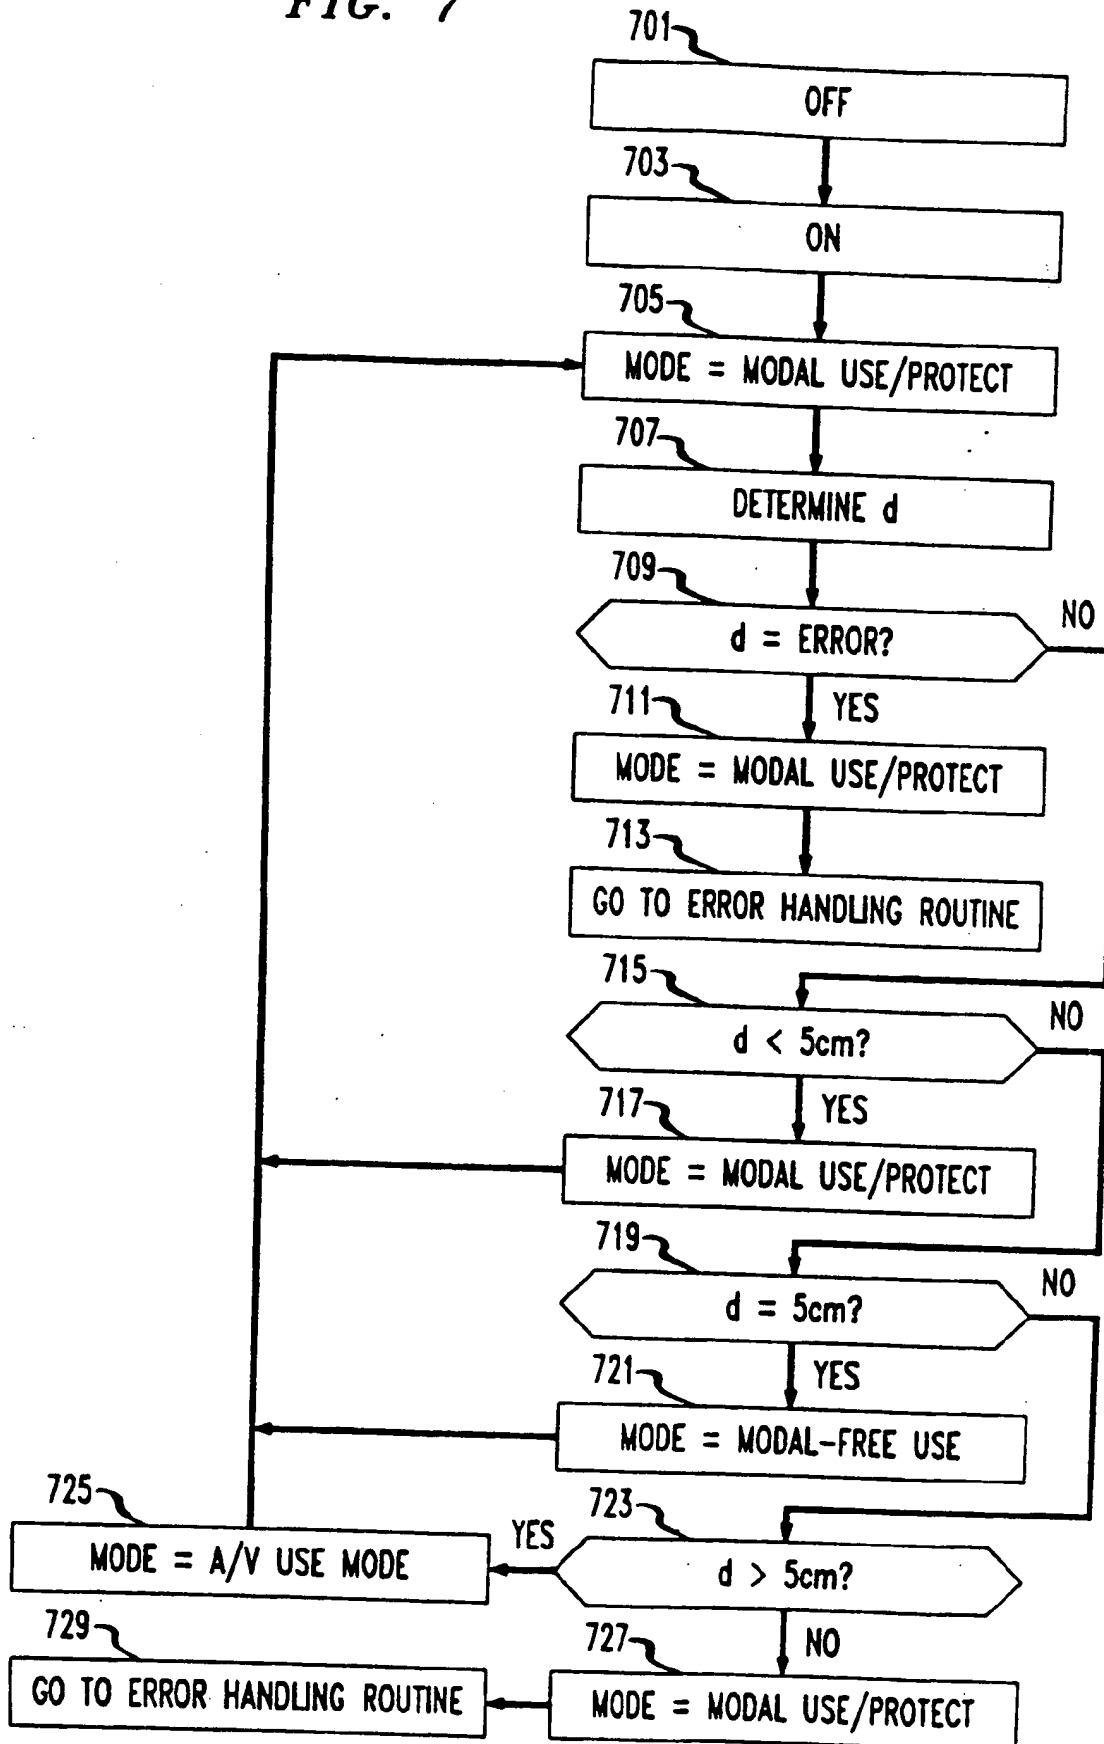 FIG. 7
701
OFF
703
ON
705
MODE = MODAL USE/PROTECT
707
DETERMINE d
709
d = ERROR?
NO
YES
711
MODE = MODAL USE/PROTECT
713
GO TO ERROR HANDLING ROUTINE
715
d < 5cm?
NO
YES
717
MODE = MODAL USE/PROTECT
719
d = 5cm?
NO
YES
721
MODE = MODAL-FREE USE
723
d > 5cm?
YES
725
MODE = A/V USE MODE
NO
727
MODE = MODAL USE/PROTECT
729
GO TO ERROR HANDLING ROUTINE